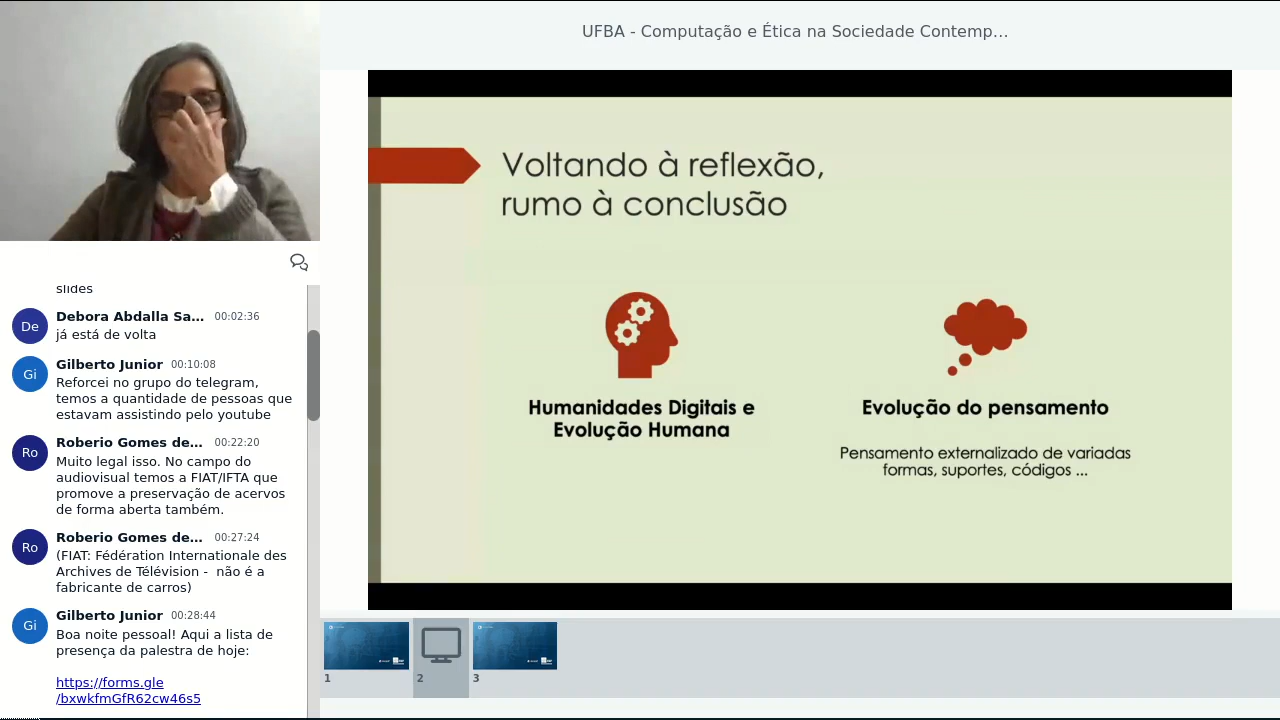 UFBA - Computação e Ética na Sociedade Contemp...
Voltando à reflexão,
rumo à conclusão
Humanidades Digitais e
Evolução Humana
Evolução do pensamento
Pensamento externalizado de variadas
formas, suportes, códigos ...
slides
Debora Abdalla Sa... 00:02:36
De
já está de volta
Gilberto Junior 00:10:08
Gi
Reforcei no grupo do telegram,
temos a quantidade de pessoas que
estavam assistindo pelo youtube
Roberio Gomes de... 00:22:20
Ro
Muito legal isso. No campo do
audiovisual temos a FIAT/IFTA que
promove a preservação de acervos
de forma aberta também.
Roberio Gomes de... 00:27:24
Ro
(FIAT: Fédération Internationale des
Archives de Télévision - não é a
fabricante de carros)
Gilberto Junior 00:28:44
Gi
Boa noite pessoal! Aqui a lista de
presença da palestra de hoje:
https://forms.gle
/bxwkfmGfR62cw46s5
1
2
3